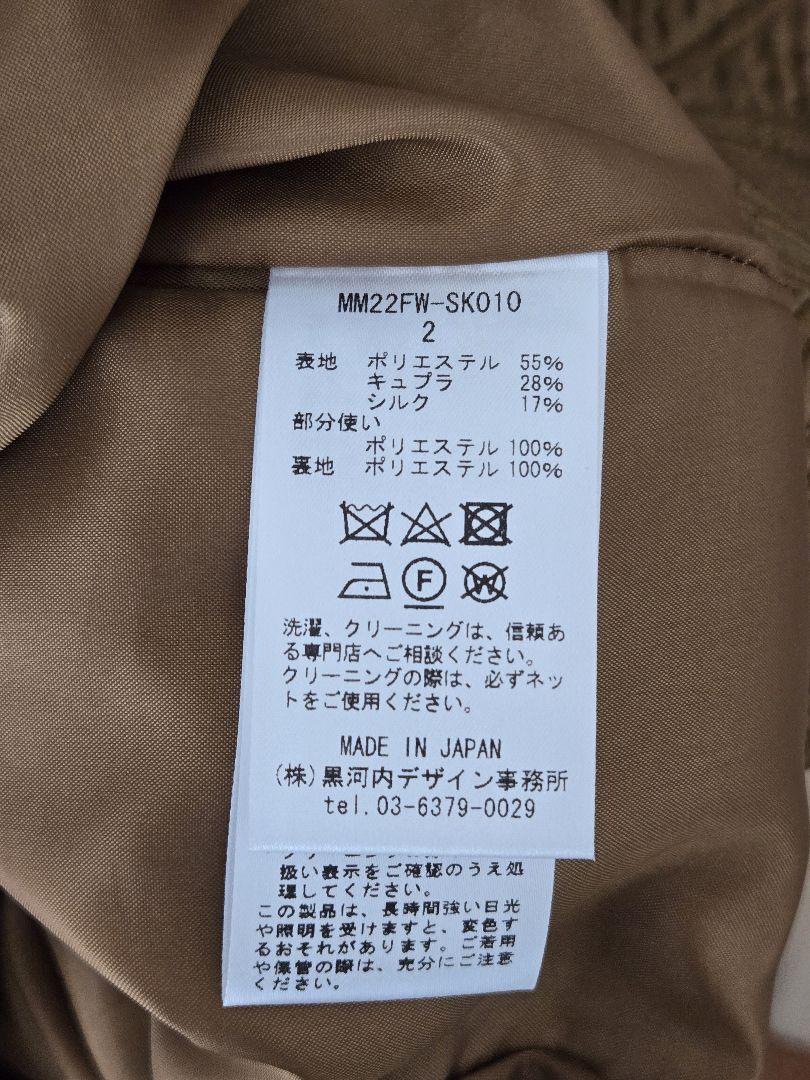 MM22FW-SK010
2
表地 ポリエステル 55%
キュプラ 28%
シルク 17%
部分使い
ポリエステル 100%
裏地 ポリエステル 100%
F
W
洗濯、クリーニングは、信頼あ
る専門店へご相談ください。
クリーニングの際は、必ずネッ
トをご使用ください。
MADE IN JAPAN
(株)黒河内デザイン事務所
tel.03-6379-0029
扱い表示をご確認のうえ処
理してください。
この製品は、長時間強い日光
や照明を受けますと、変色す
るおそれがあります。ご着用
や保管の際は、充分にご注意
ください。